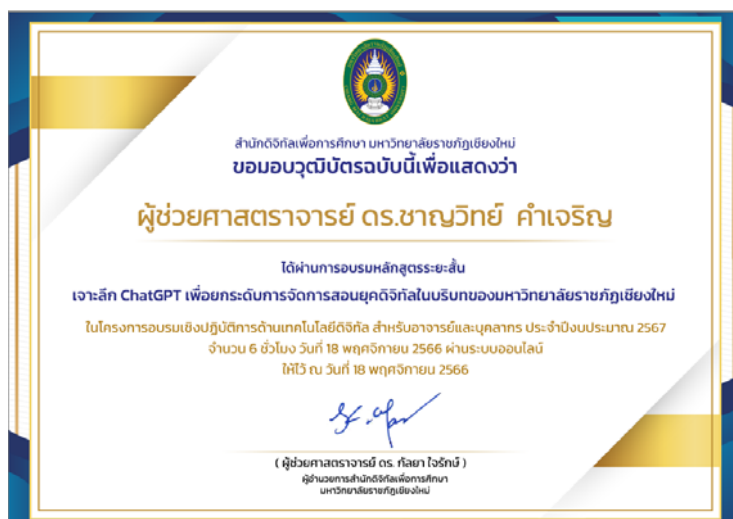 สำนักดิจิทัลเพื่อการศึกษา มหาวิทยาลัยราชภัฏเชียงใหม่
ขอมอบวุฒิบัตรฉบับนี้เพื่อแสดงว่า
ผู้ช่วยศาสตราจารย์ ดร.ชาญวิทย์ คำเจริญ
ได้ผ่านการอบรมหลักสูตรระยะสั้น
เจาะลึก ChatGPT เพื่อยกระดับการจัดการสอนยุคดิจิทัลในบริบทของมหาวิทยาลัยราชภัฏเชียงใหม่
ในโครงการอบรมเชิงปฏิบัติการด้านเทคโนโลยีดิจิทัล สำหรับอาจารย์และบุคลากร ประจำปีงบประมาณ 2567
จำนวน 6 ชั่วโมง วันที่ 18 พฤศจิกายน 2566 ผ่านระบบออนไลน์
ให้ไว้ ณ วันที่ 18 พฤศจิกายน 2566
( ผู้ช่วยศาสตราจารย์ ดร. กัลยา ใจรักษ์ )
ผู้อำนวยการสำนักดิจิทัลเพื่อการศึกษา
มหาวิทยาลัยราชภัฏเชียงใหม่